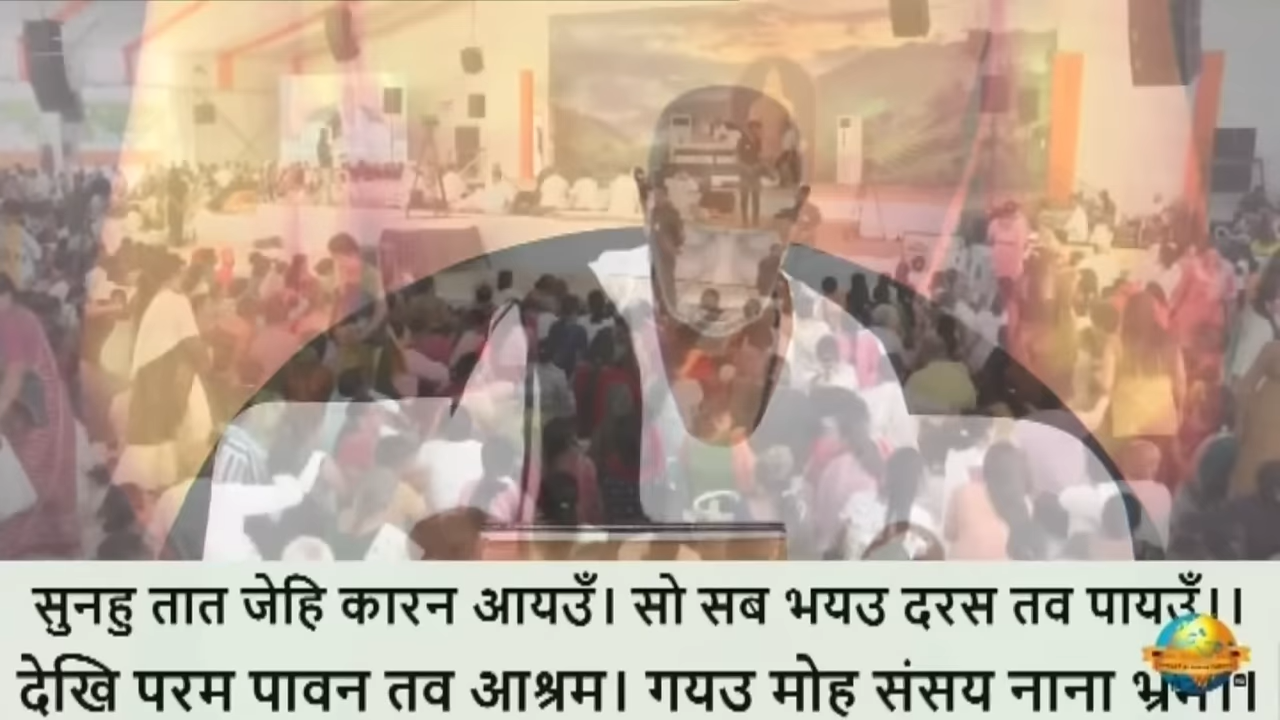 सुनहु तात जेहि कारन आयउँ। सो सब भयउ दरस तव पायउँ।।
देखि परम पावन तव आश्रम। गयउ मोह संसय नाना भ्रम।।